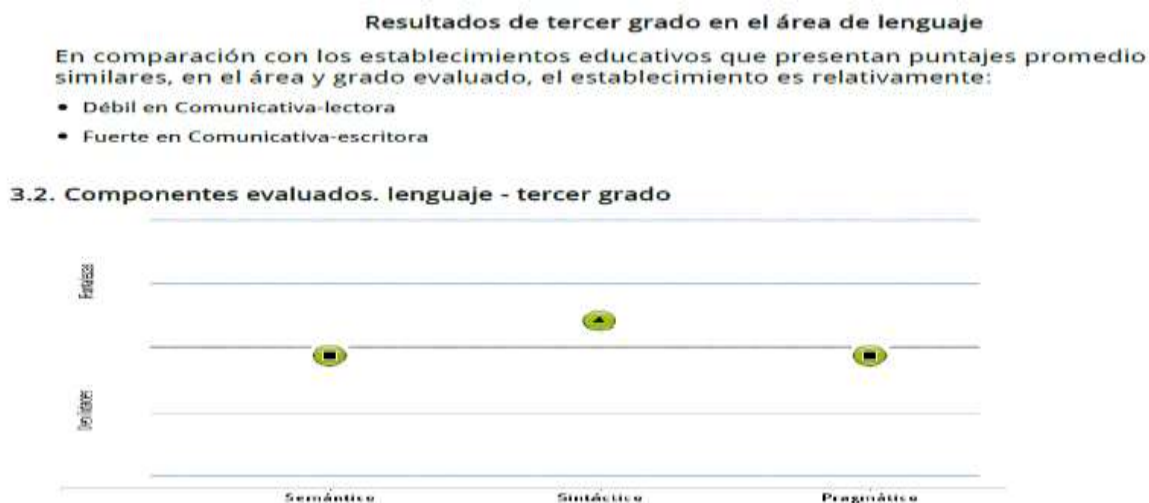 Resultados de tercer grado en el área de lenguaje
En comparación con los establecimientos educativos que presentan puntajes promedio
similares, en el área y grado evaluado, el establecimiento es relativamente:
• Débil en Comunicativa-lectora
• Fuerte en Comunicativa-escritora
3.2. Componentes evaluados. lenguaje - tercer grado
Fortalezas
Debilidades
Semántico Sintáctico Pragmático